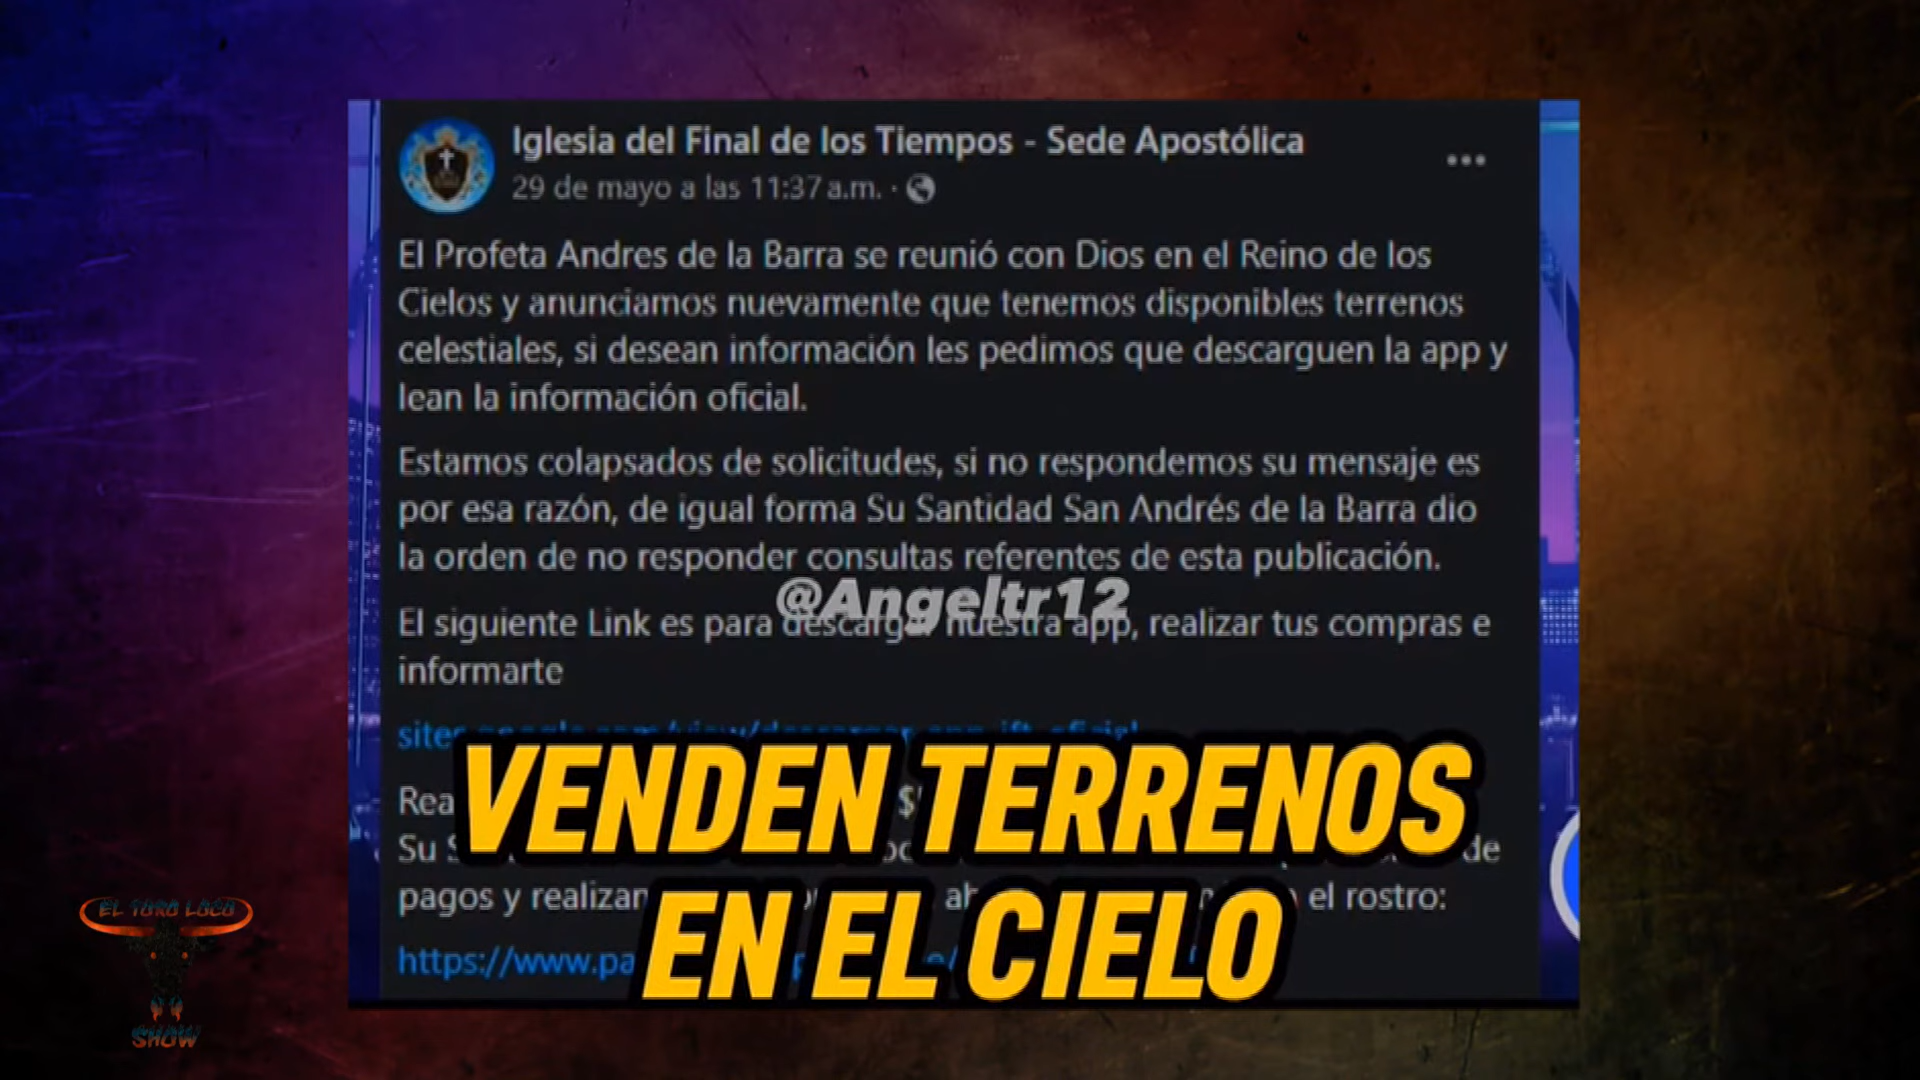 Iglesia del Final de los Tiempos - Sede Apostólica
29 de mayo a las 11:37 a.m. ·
El Profeta Andres de la Barra se reunió con Dios en el Reino de los
Cielos y anunciamos nuevamente que tenemos disponibles terrenos
celestiales, si desean información les pedimos que descarguen la app y
lean la información oficial.
Estamos colapsados de solicitudes, si no respondemos su mensaje es
por esa razón, de igual forma Su Santidad San Andrés de la Barra dio
la orden de no responder consultas referentes de esta publicación.
@Angeltr12
El siguiente Link es para descargar nuestra app, realizar tus compras e
informarte
VENDEN TERRENOS
Su
de
pagos y realizan
el rostro:
EN EL CIELO
https://www.pa
EL TORO LOCO
SHOW